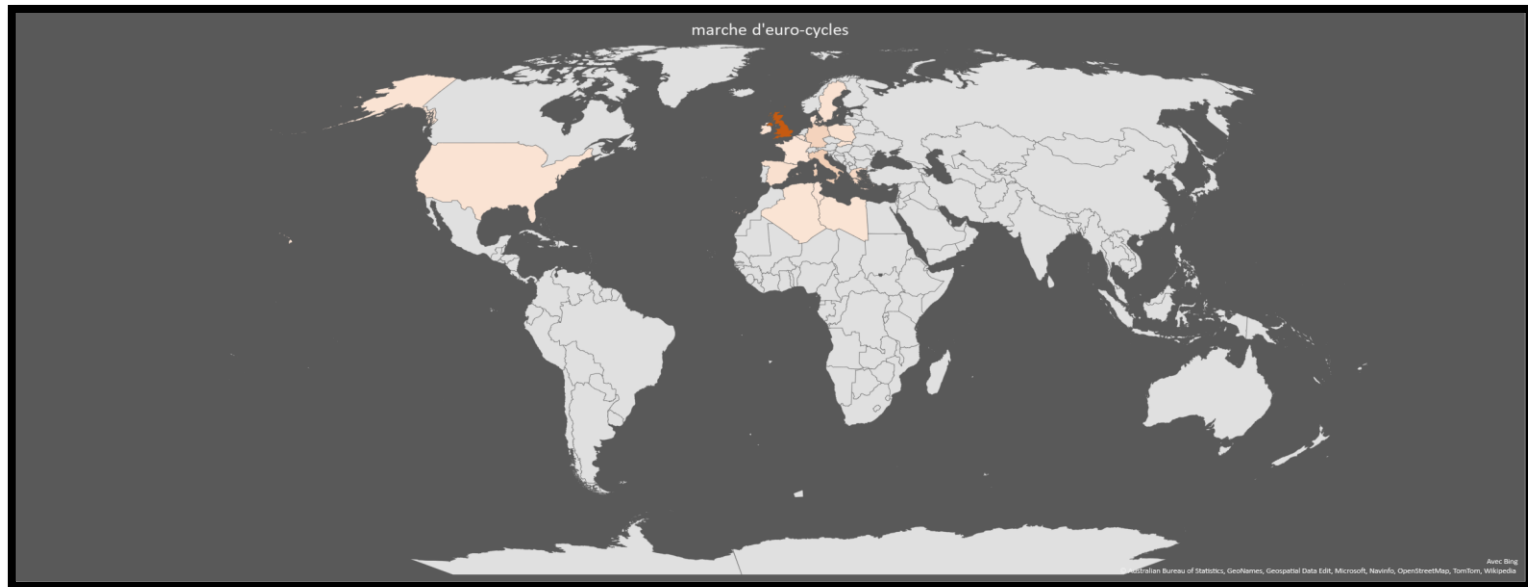 marche d'euro-cycles
Avec Bing
© Australian Bureau of Statistics, GeoNames, Geospatial Data Edit, Microsoft, Navinfo, OpenStreetMap, TomTom, Wikipedia